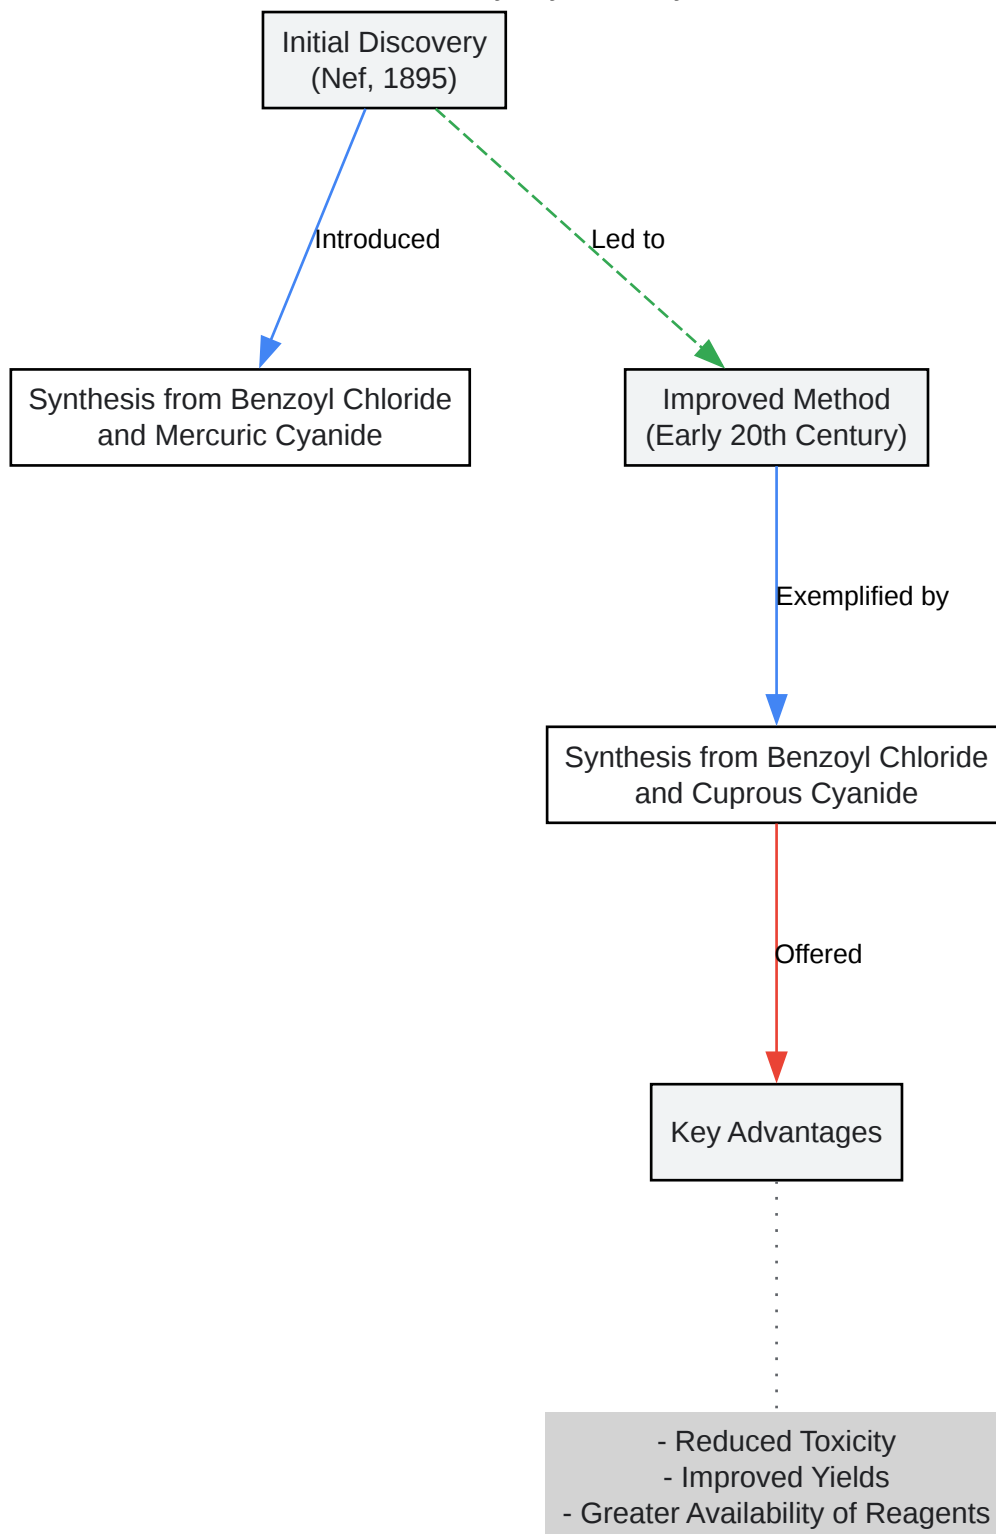 Initial Discovery
(Nef, 1895)
Introduced
Led to
Synthesis from Benzoyl Chloride
and Mercuric Cyanide
Improved Method
(Early 20th Century)
Exemplified by
Synthesis from Benzoyl Chloride
and Cuprous Cyanide
Offered
Key Advantages
- Reduced Toxicity
- Improved Yields
- Greater Availability of Reagents